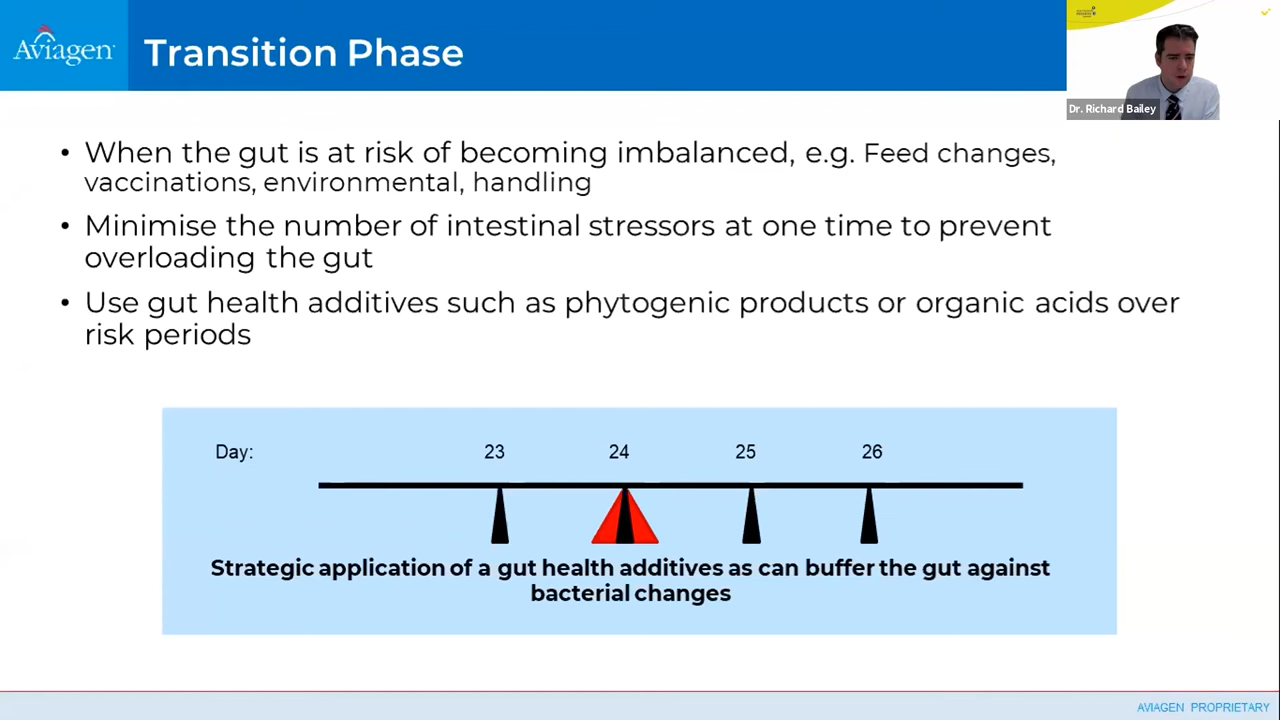 Aviagen
Transition Phase
Dr. Richard Bailey
• When the gut is at risk of becoming imbalanced, e.g. Feed changes,
vaccinations, environmental, handling
• Minimise the number of intestinal stressors at one time to prevent
overloading the gut
• Use gut health additives such as phytogenic products or organic acids over
risk periods
Day: 23 24 25 26
Strategic application of a gut health additives as can buffer the gut against
bacterial changes
AVIAGEN PROPRIETARY